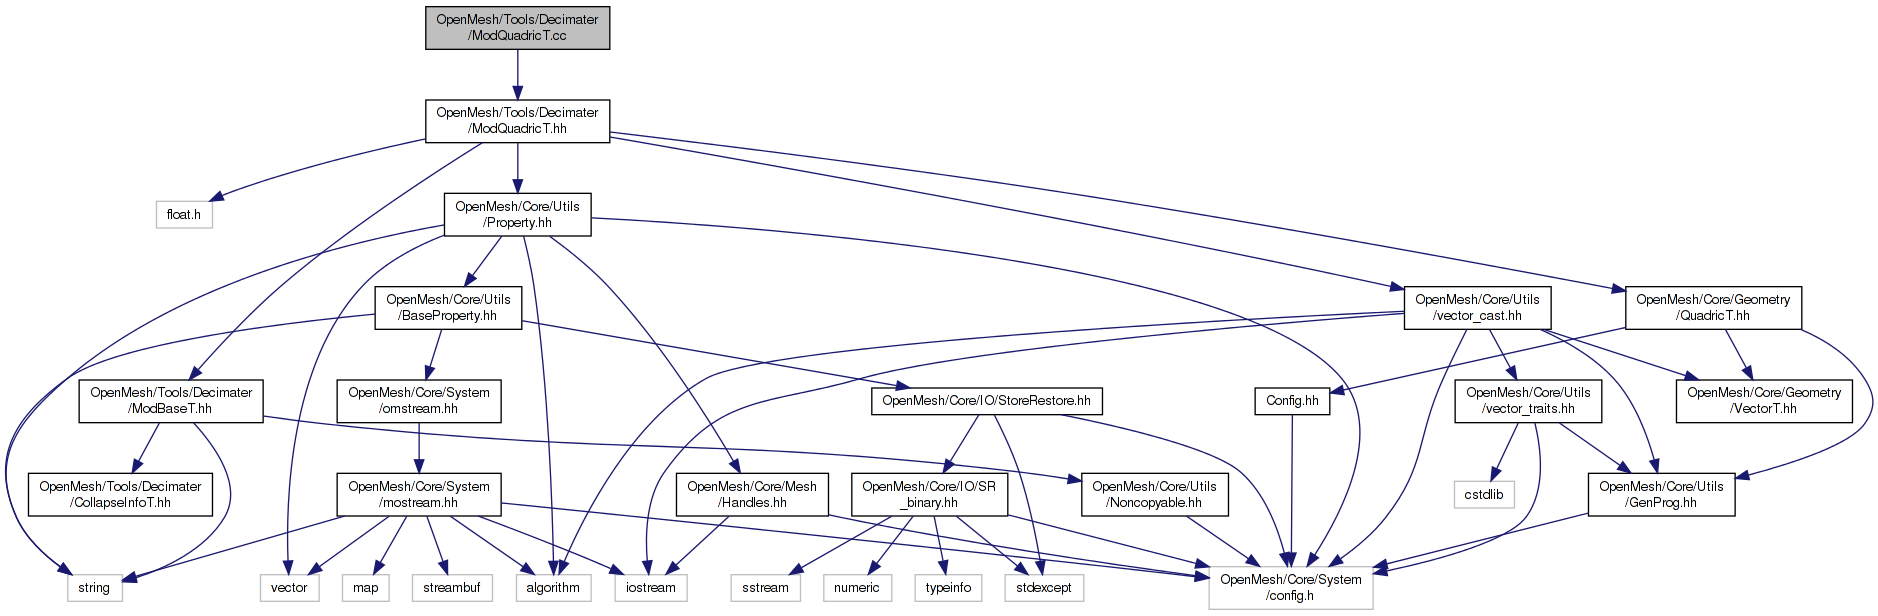 OpenMesh/Tools/Decimater
/ModQuadricT.cc
OpenMesh/Tools/Decimater
/ModQuadricT.hh
float.h
OpenMesh/Core/Utils
/Property.hh
OpenMesh/Core/Utils
/BaseProperty.hh
OpenMesh/Core/Utils
/vector_cast.hh
OpenMesh/Core/Geometry
/QuadricT.hh
OpenMesh/Tools/Decimater
/ModBaseT.hh
OpenMesh/Core/System
/omstream.hh
OpenMesh/Core/IO/StoreRestore.hh
Config.hh
OpenMesh/Core/Utils
/vector_traits.hh
OpenMesh/Core/Geometry
/VectorT.hh
OpenMesh/Tools/Decimater
/CollapseInfoT.hh
OpenMesh/Core/System
/mostream.hh
OpenMesh/Core/Mesh
/Handles.hh
OpenMesh/Core/IO/SR
_binary.hh
OpenMesh/Core/Utils
/Noncopyable.hh
cstdlib
OpenMesh/Core/Utils
/GenProg.hh
string
vector
map
streambuf
algorithm
iostream
sstream
numeric
typeinfo
stdexcept
OpenMesh/Core/System
/config.h